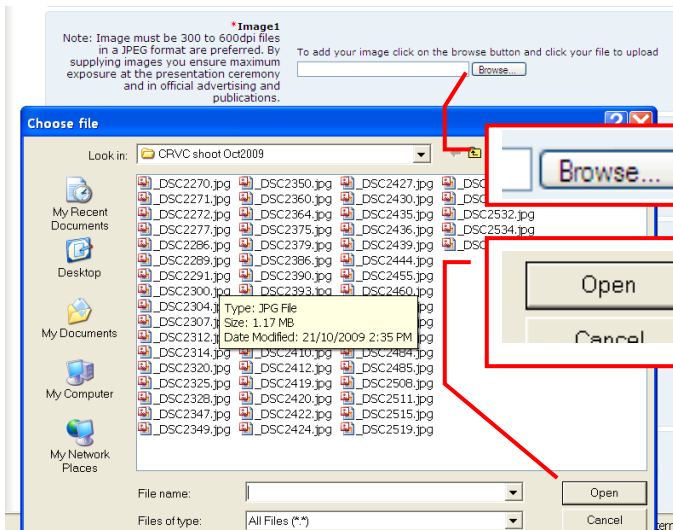 *Image1
Note: Image must be 300 to 600dpi files
in a JPEG format are preferred. By
supplying images you ensure maximum
exposure at the presentation ceremony
and in official advertising and
publications.
To add your image click on the browse button and click your file to upload
Browse...
Choose file
Look in:
CRVC shoot Oct2009
Browse...
My Recent
Documents
Desktop
My Documents
My Computer
My Network
Places
_DSC2270.jpg _DSC2350.jpg _DSC2427.jpg _DSC
_DSC2271.jpg _DSC2360.jpg _DSC2430.jpg _DSC
_DSC2272.jpg _DSC2364.jpg _DSC2435.jpg _DSC2532.jpg
_DSC2277.jpg _DSC2375.jpg _DSC2436.jpg _DSC2534.jpg
_DSC2286.jpg _DSC2379.jpg _DSC2439.jpg _DSC
_DSC2289.jpg _DSC2386.jpg _DSC2444.jpg
_DSC2291.jpg _DSC2390.jpg _DSC2455.jpg
_DSC2300.jpg _DSC2393.jpg _DSC2460.jpg
_DSC2304.j
_DSC2307
_DSC2312
Type: JPG File
Size: 1.17 MB
Date Modified: 21/10/2009 2:35 PM
_DSC2314.jpg _DSC2410.jpg _DSC2484.jpg
_DSC2320.jpg _DSC2412.jpg _DSC2485.jpg
_DSC2325.jpg _DSC2419.jpg _DSC2508.jpg
_DSC2328.jpg _DSC2420.jpg _DSC2511.jpg
_DSC2347.jpg _DSC2422.jpg _DSC2515.jpg
_DSC2349.jpg _DSC2424.jpg _DSC2519.jpg
Open
Cancel
File name:
Open
Files of type:
All Files (*.*)
Cancel